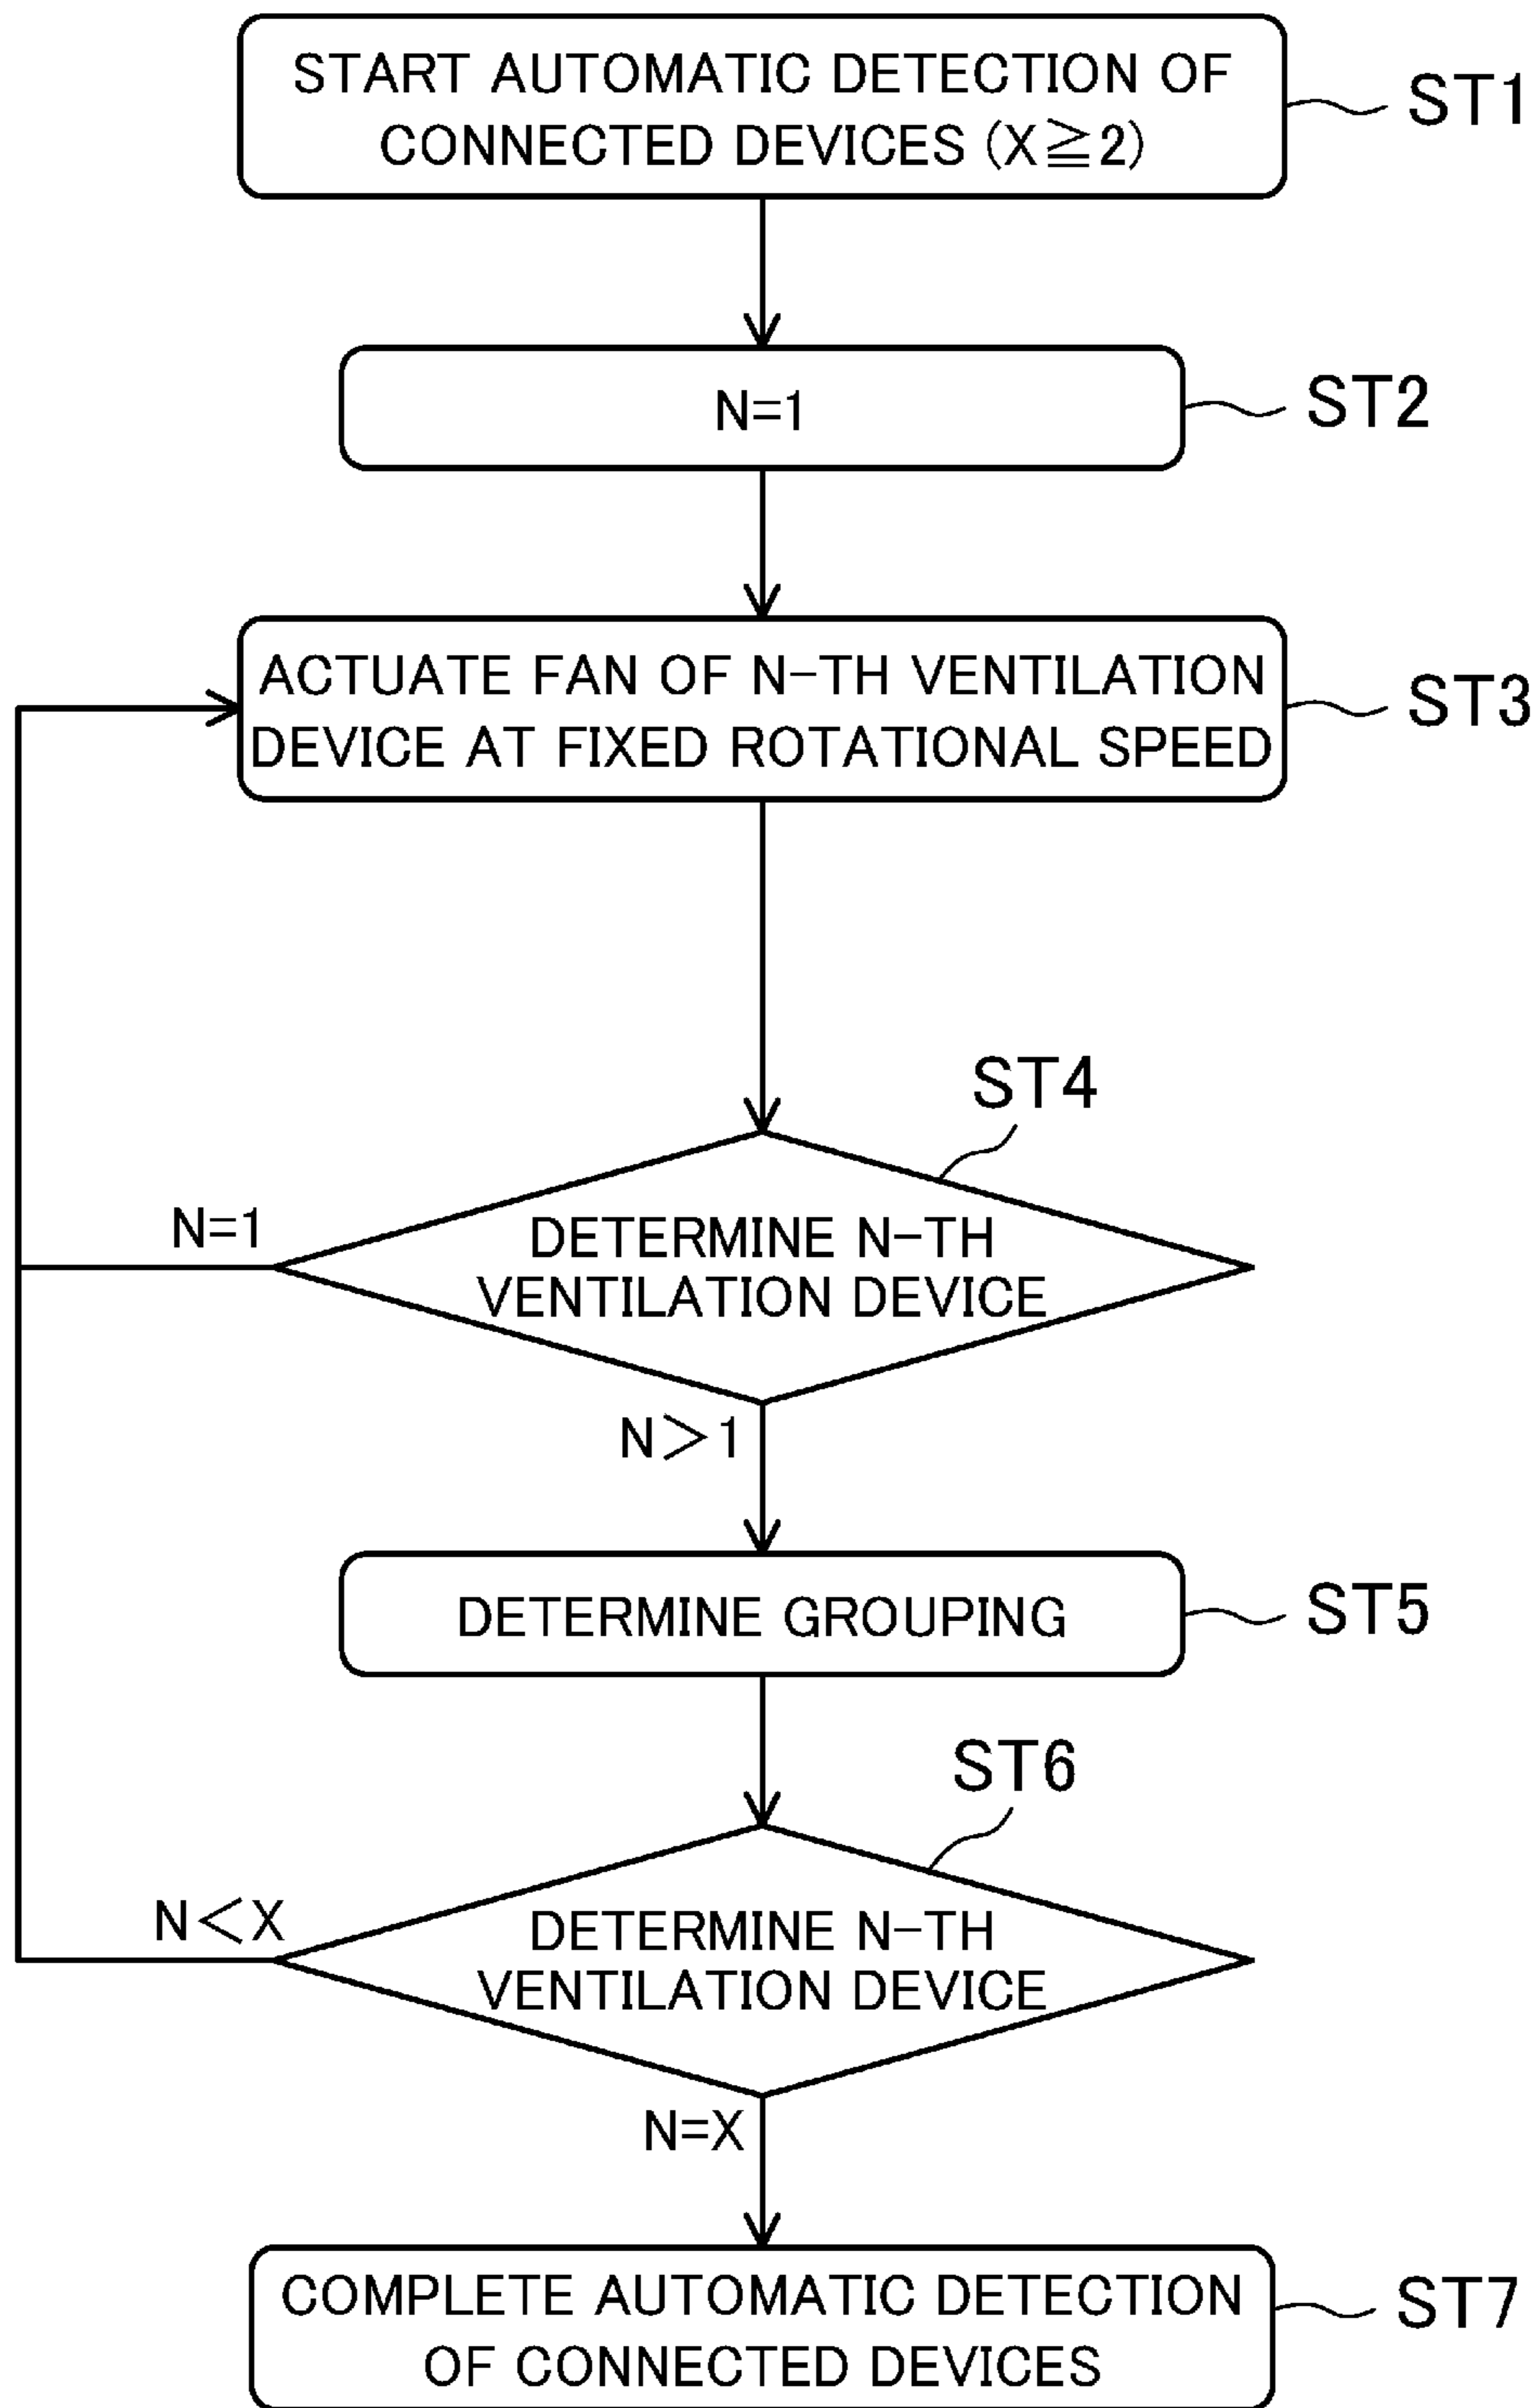 START AUTOMATIC DETECTION OF
CONNECTED DEVICES (X≧2)
ST1
N=1
ST2
ACTUATE FAN OF N-TH VENTILATION
DEVICE AT FIXED ROTATIONAL SPEED
ST3
ST4
N=1
DETERMINE N-TH
VENTILATION DEVICE
N>1
DETERMINE GROUPING
ST5
ST6
N<X
DETERMINE N-TH
VENTILATION DEVICE
N=X
COMPLETE AUTOMATIC DETECTION
OF CONNECTED DEVICES
ST7